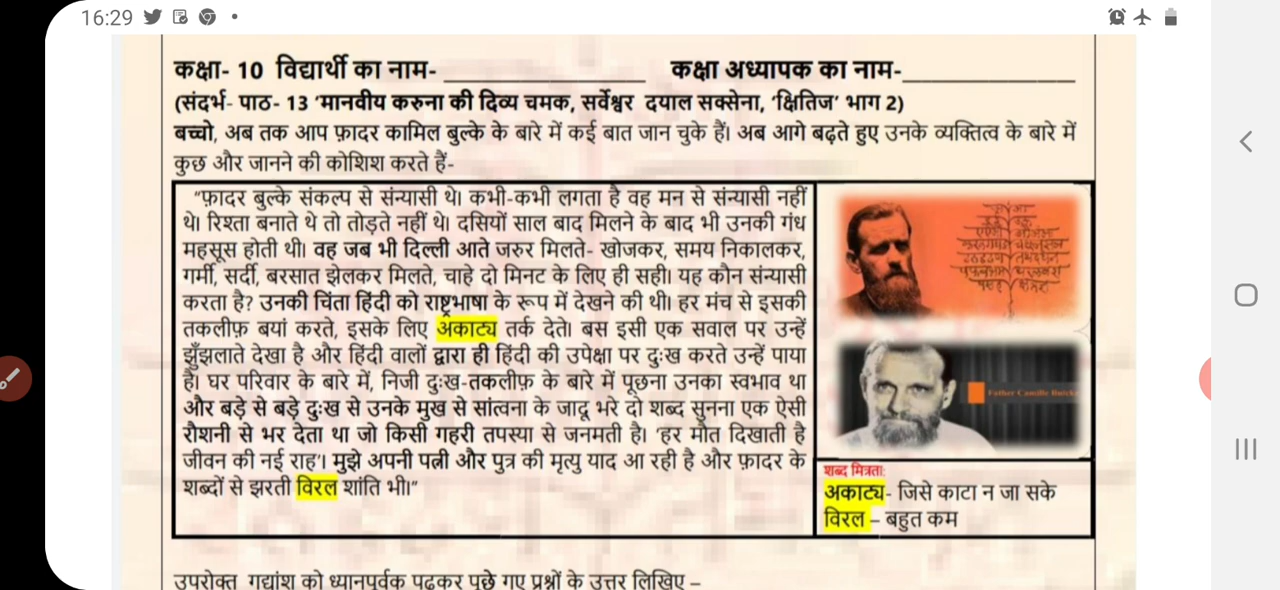 16:29
कक्षा- 10 विद्यार्थी का नाम- ________________ कक्षा अध्यापक का नाम-________________
(संदर्भ- पाठ- 13 ‘मानवीय करुना की दिव्य चमक, सर्वेश्वर दयाल सक्सेना, ‘क्षितिज’ भाग 2)
बच्चो, अब तक आप फ़ादर कामिल बुल्के के बारे में कई बात जान चुके हैं। अब आगे बढ़ते हुए उनके व्यक्तित्व के बारे में
कुछ और जानने की कोशिश करते हैं-
“फ़ादर बुल्के संकल्प से संन्यासी थे। कभी-कभी लगता है वह मन से संन्यासी नहीं
थे। रिश्ता बनाते थे तो तोड़ते नहीं थे। दसियों साल बाद मिलने के बाद भी उनकी गंध
महसूस होती थी। वह जब भी दिल्ली आते जरुर मिलते- खोजकर, समय निकालकर,
गर्मी, सर्दी, बरसात झेलकर मिलते, चाहे दो मिनट के लिए ही सही। यह कौन संन्यासी
करता है? उनकी चिंता हिंदी को राष्ट्रभाषा के रूप में देखने की थी। हर मंच से इसकी
तकलीफ़ बयां करते, इसके लिए अकाट्य तर्क देते। बस इसी एक सवाल पर उन्हें
झुँझलाते देखा है और हिंदी वालों द्वारा ही हिंदी की उपेक्षा पर दुःख करते उन्हें पाया
है। घर परिवार के बारे में, निजी दुःख-तकलीफ़ के बारे में पूछना उनका स्वभाव था
और बड़े से बड़े दुःख से उनके मुख से सांत्वना के जादू भरे दो शब्द सुनना एक ऐसी
रौशनी से भर देता था जो किसी गहरी तपस्या से जनमती है। ‘हर मौत दिखाती है
जीवन की नई राह’। मुझे अपनी पत्नी और पुत्र की मृत्यु याद आ रही है और फ़ादर के
शब्दों से झरती विरल शांति भी।”
Father Camille Bulcke
शब्द मित्रता:
अकाट्य- जिसे काटा न जा सके
विरल – बहुत कम
उपरोक्त गद्यांश को ध्यानपूर्वक पढ़कर पूछे गए प्रश्नों के उत्तर लिखिए –